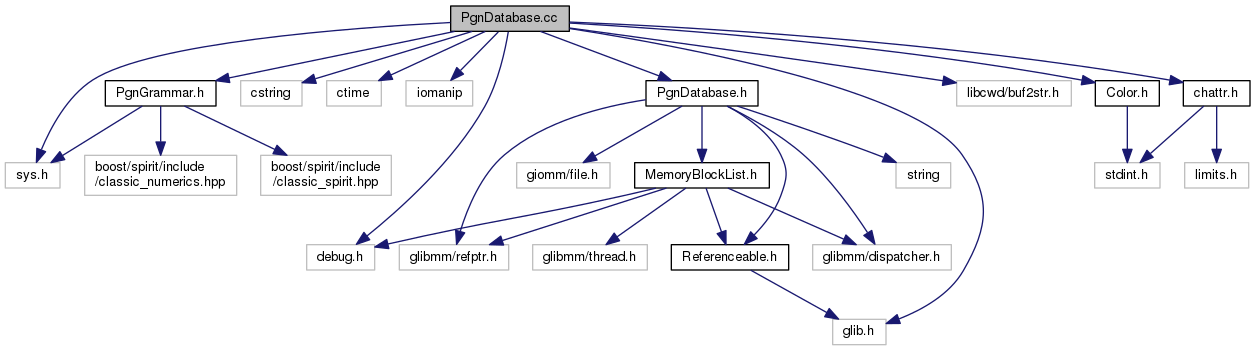 PgnDatabase.cc
PgnGrammar.h
cstring
ctime
iomanip
PgnDatabase.h
libcwd/buf2str.h
Color.h
chattr.h
sys.h
boost/spirit/include
/classic_numerics.hpp
boost/spirit/include
/classic_spirit.hpp
giomm/file.h
MemoryBlockList.h
string
stdint.h
limits.h
debug.h
glibmm/refptr.h
glibmm/thread.h
Referenceable.h
glibmm/dispatcher.h
glib.h